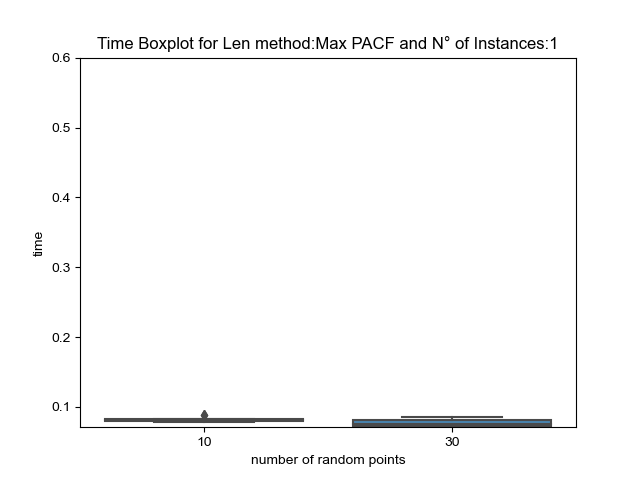 Time Boxplot for Len method:Max PACF and N° of Instances:1
0.6
0.5
0.4
0.3
0.2
0.1
time
10
30
number of random points